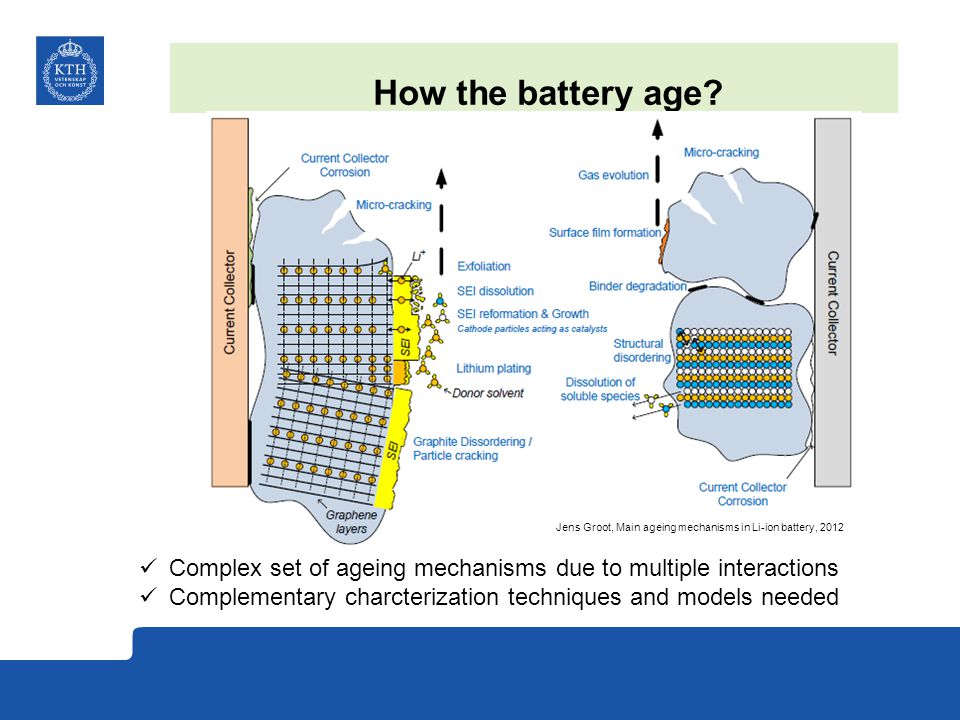 KTH
VETENSKAP
OCH KONST
How the battery age?
Current Collector
Current Collector
Corrosion
Micro-cracking
Li+
Exfoliation
SEI dissolution
SEI reformation & Growth
Cathode particles acting as catalysts
SEI
Lithium plating
Donor solvent
Graphite Dissordering /
Particle cracking
SEI
Graphene
layers
Micro-cracking
Gas evolution
Surface film formation
Binder degradation
Structural
disordering
Dissolution of
soluble species
Current Collector
Current Collector
Corrosion
Jens Groot, Main ageing mechanisms in Li-ion battery, 2012
✓ Complex set of ageing mechanisms due to multiple interactions
✓ Complementary charcterization techniques and models needed